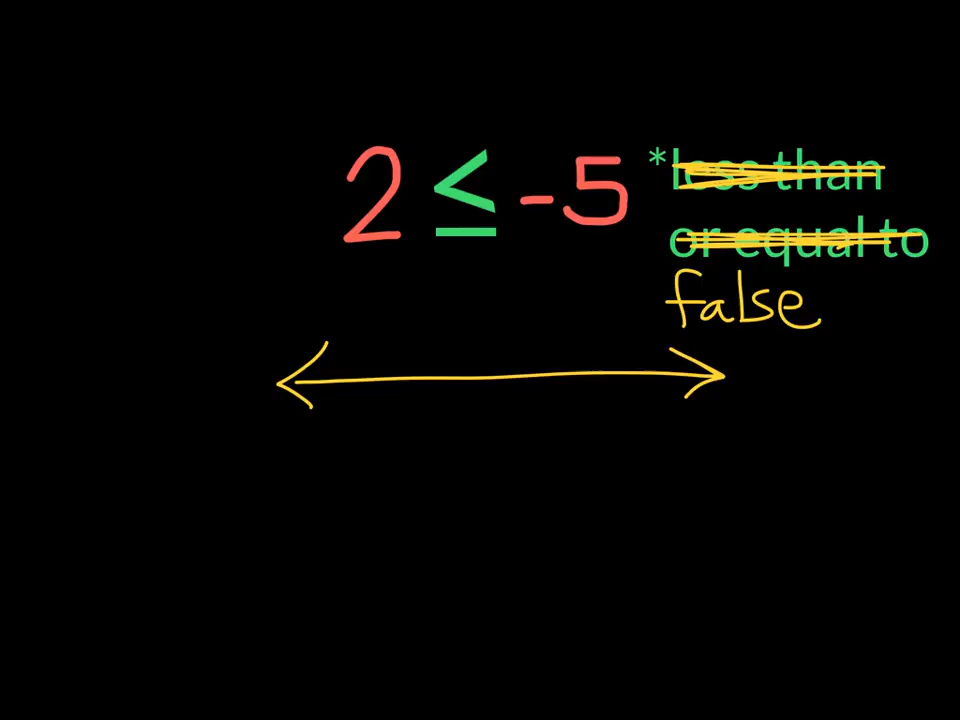 2 ≤ -5 *less than
or equal to
false